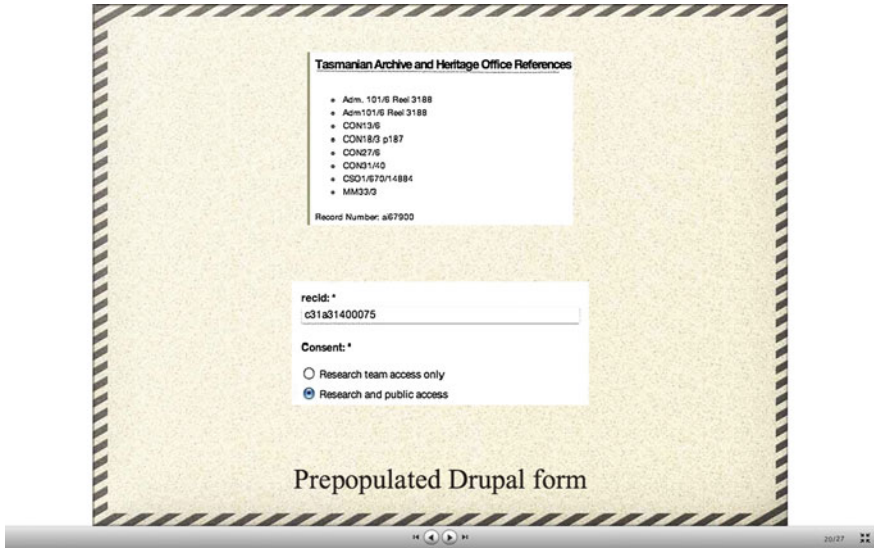 Tasmanian Archive and Heritage Office References
Adm. 101/6 Reel 3188
Adm101/6 Reel 3188
CON13/6
CON18/3 p187
CON27/6
CON31/40
CSO1/670/14884
MM33/3
Record Number: ai67900
recid: *
c31a31400075
Consent: *
Research team access only
Research and public access
Prepopulated Drupal form
20/27